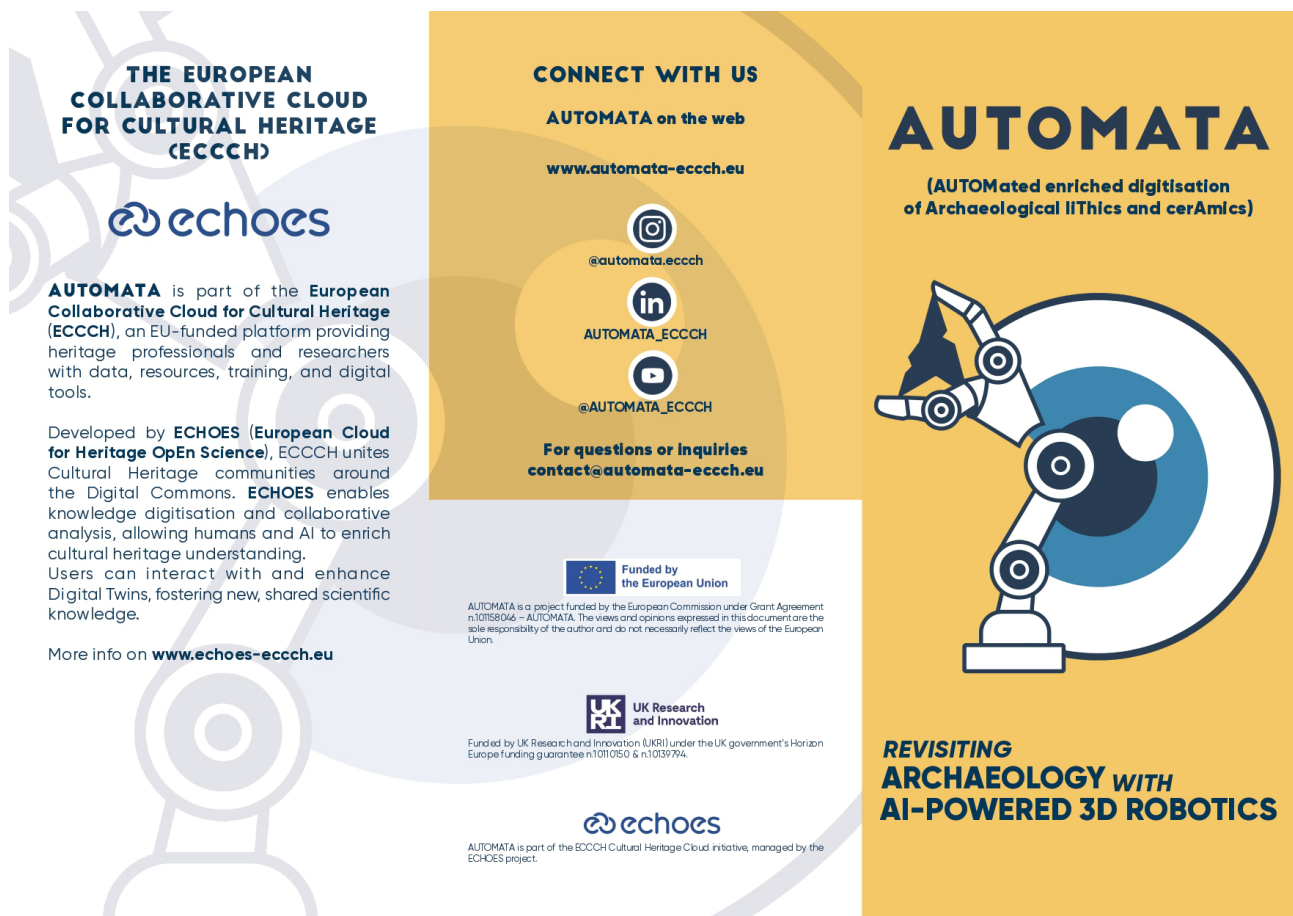 THE EUROPEAN
COLLABORATIVE CLOUD
FOR CULTURAL HERITAGE
(ECCCH)
echoes
AUTOMATA is part of the European
Collaborative Cloud for Cultural Heritage
(ECCCH), an EU-funded platform providing
heritage professionals and researchers
with data, resources, training, and digital
tools.
Developed by ECHOES (European Cloud
for Heritage OpEn Science), ECCCH unites
Cultural Heritage communities around
the Digital Commons. ECHOES enables
knowledge digitisation and collaborative
analysis, allowing humans and AI to enrich
cultural heritage understanding.
Users can interact with and enhance
Digital Twins, fostering new, shared scientific
knowledge.
More info on www.echoes-eccch.eu
CONNECT WITH US
AUTOMATA on the web
www.automata-eccch.eu
@automata.eccch
in
AUTOMATA_ECCCH
@AUTOMATA_ECCCH
For questions or inquiries
contact@automata-eccch.eu
Funded by
the European Union
AUTOMATA is a project funded by the European Commission under Grant Agreement
n.101158046 – AUTOMATA. The views and opinions expressed in this document are the
sole responsibility of the author and do not necessarily reflect the views of the European
Union.
UK
RI
UK Research
and Innovation
Funded by UK Research and Innovation (UKRI) under the UK government's Horizon
Europe funding guarantee n.10110150 & n.10139794.
echoes
AUTOMATA is part of the ECCCH Cultural Heritage Cloud initiative, managed by the
ECHOES project.
AUTOMATA
(AUTOMated enriched digitisation
of Archaeological liThics and cerAmics)
REVISITING
ARCHAEOLOGY WITH
AI-POWERED 3D ROBOTICS